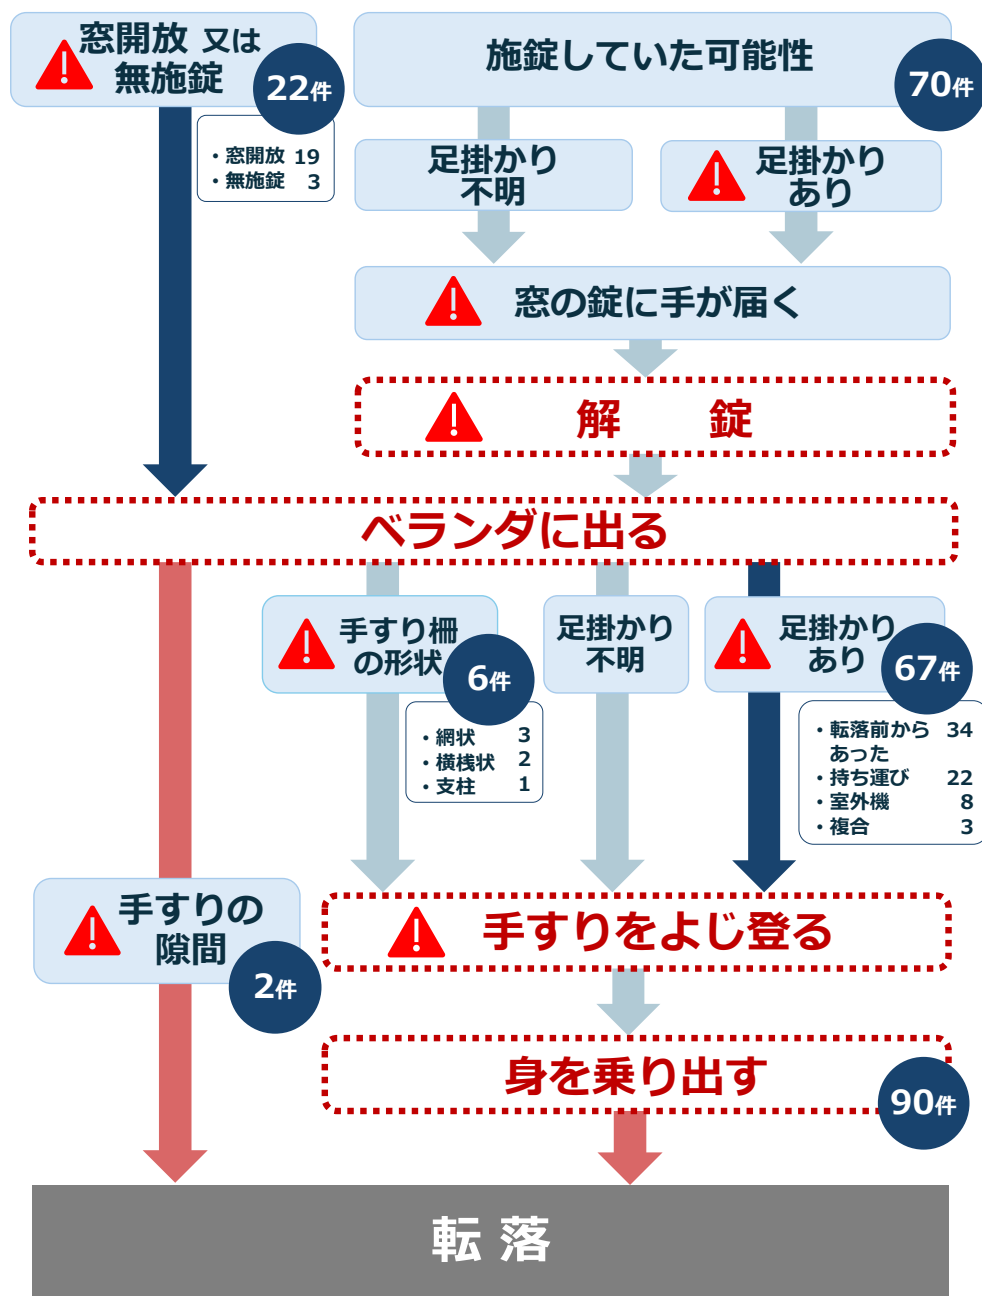 窓開放 又は
無施錠
22件
・窓開放 19
・無施錠 3
施錠していた可能性
70件
足掛かり
不明
足掛かり
あり
窓の錠に手が届く
解 錠
ベランダに出る
手すり柵
の形状
6件
・網状 3
・横桟状 2
・支柱 1
足掛かり
不明
足掛かり
あり
67件
・転落前から 34
あった
・持ち運び 22
・室外機 8
・複合 3
手すりの
隙間
2件
手すりをよじ登る
身を乗り出す
90件
転 落